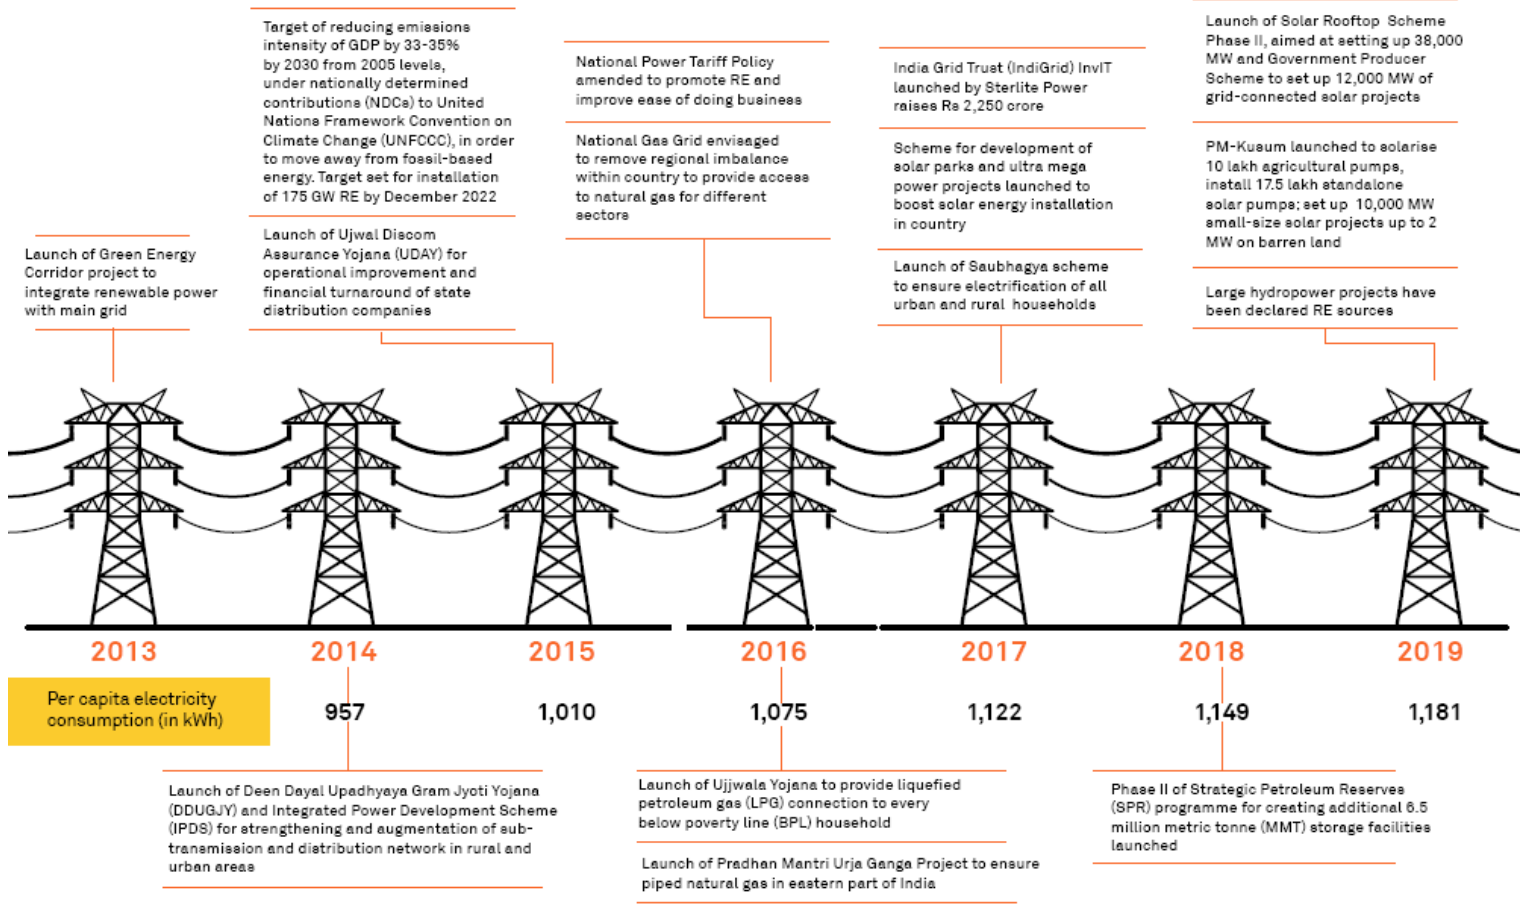 Launch of Green Energy
Corridor project to
integrate renewable power
with main grid
Target of reducing emissions
intensity of GDP by 33-35%
by 2030 from 2005 levels,
under nationally determined
contributions (NDCs) to United
Nations Framework Convention on
Climate Change (UNFCCC), in order
to move away from fossil-based
energy. Target set for installation
of 175 GW RE by December 2022
Launch of Ujwal Discom
Assurance Yojana (UDAY) for
operational improvement and
financial turnaround of state
distribution companies
National Power Tariff Policy
amended to promote RE and
improve ease of doing business
National Gas Grid envisaged
to remove regional imbalance
within country to provide access
to natural gas for different
sectors
India Grid Trust (IndiGrid) InvIT
launched by Sterlite Power
raises Rs 2,250 crore
Scheme for development of
solar parks and ultra mega
power projects launched to
boost solar energy installation
in country
Launch of Saubhagya scheme
to ensure electrification of all
urban and rural households
Launch of Solar Rooftop Scheme
Phase II, aimed at setting up 38,000
MW and Government Producer
Scheme to set up 12,000 MW of
grid-connected solar projects
PM-Kusum launched to solarise
10 lakh agricultural pumps,
install 17.5 lakh standalone
solar pumps; set up 10,000 MW
small-size solar projects up to 2
MW on barren land
Large hydropower projects have
been declared RE sources
2013 2014 2015 2016 2017 2018 2019
Per capita electricity
consumption (in kWh)
957 1,010 1,075 1,122 1,149 1,181
Launch of Deen Dayal Upadhyaya Gram Jyoti Yojana
(DDUGJY) and Integrated Power Development Scheme
(IPDS) for strengthening and augmentation of sub-
transmission and distribution network in rural and
urban areas
Launch of Ujjwala Yojana to provide liquefied
petroleum gas (LPG) connection to every
below poverty line (BPL) household
Launch of Pradhan Mantri Urja Ganga Project to ensure
piped natural gas in eastern part of India
Phase II of Strategic Petroleum Reserves
(SPR) programme for creating additional 6.5
million metric tonne (MMT) storage facilities
launched